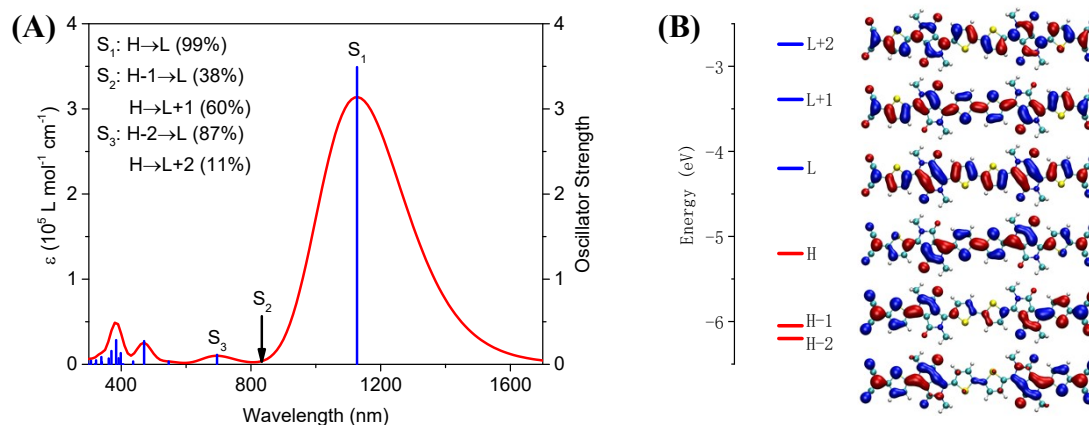 (A)
S₁: H→L (99%)
S₂: H-1→L (38%)
H→L+1 (60%)
S₃: H-2→L (87%)
H→L+2 (11%)
S₁
S₂
S₃
4
3
2
1
0
ε (10⁵ L mol⁻¹ cm⁻¹)
4
3
2
1
0
Oscillator Strength
400
800
1200
1600
Wavelength (nm)
(B)
-3
-4
-5
-6
Energy (eV)
L+2
L+1
L
H
H-1
H-2